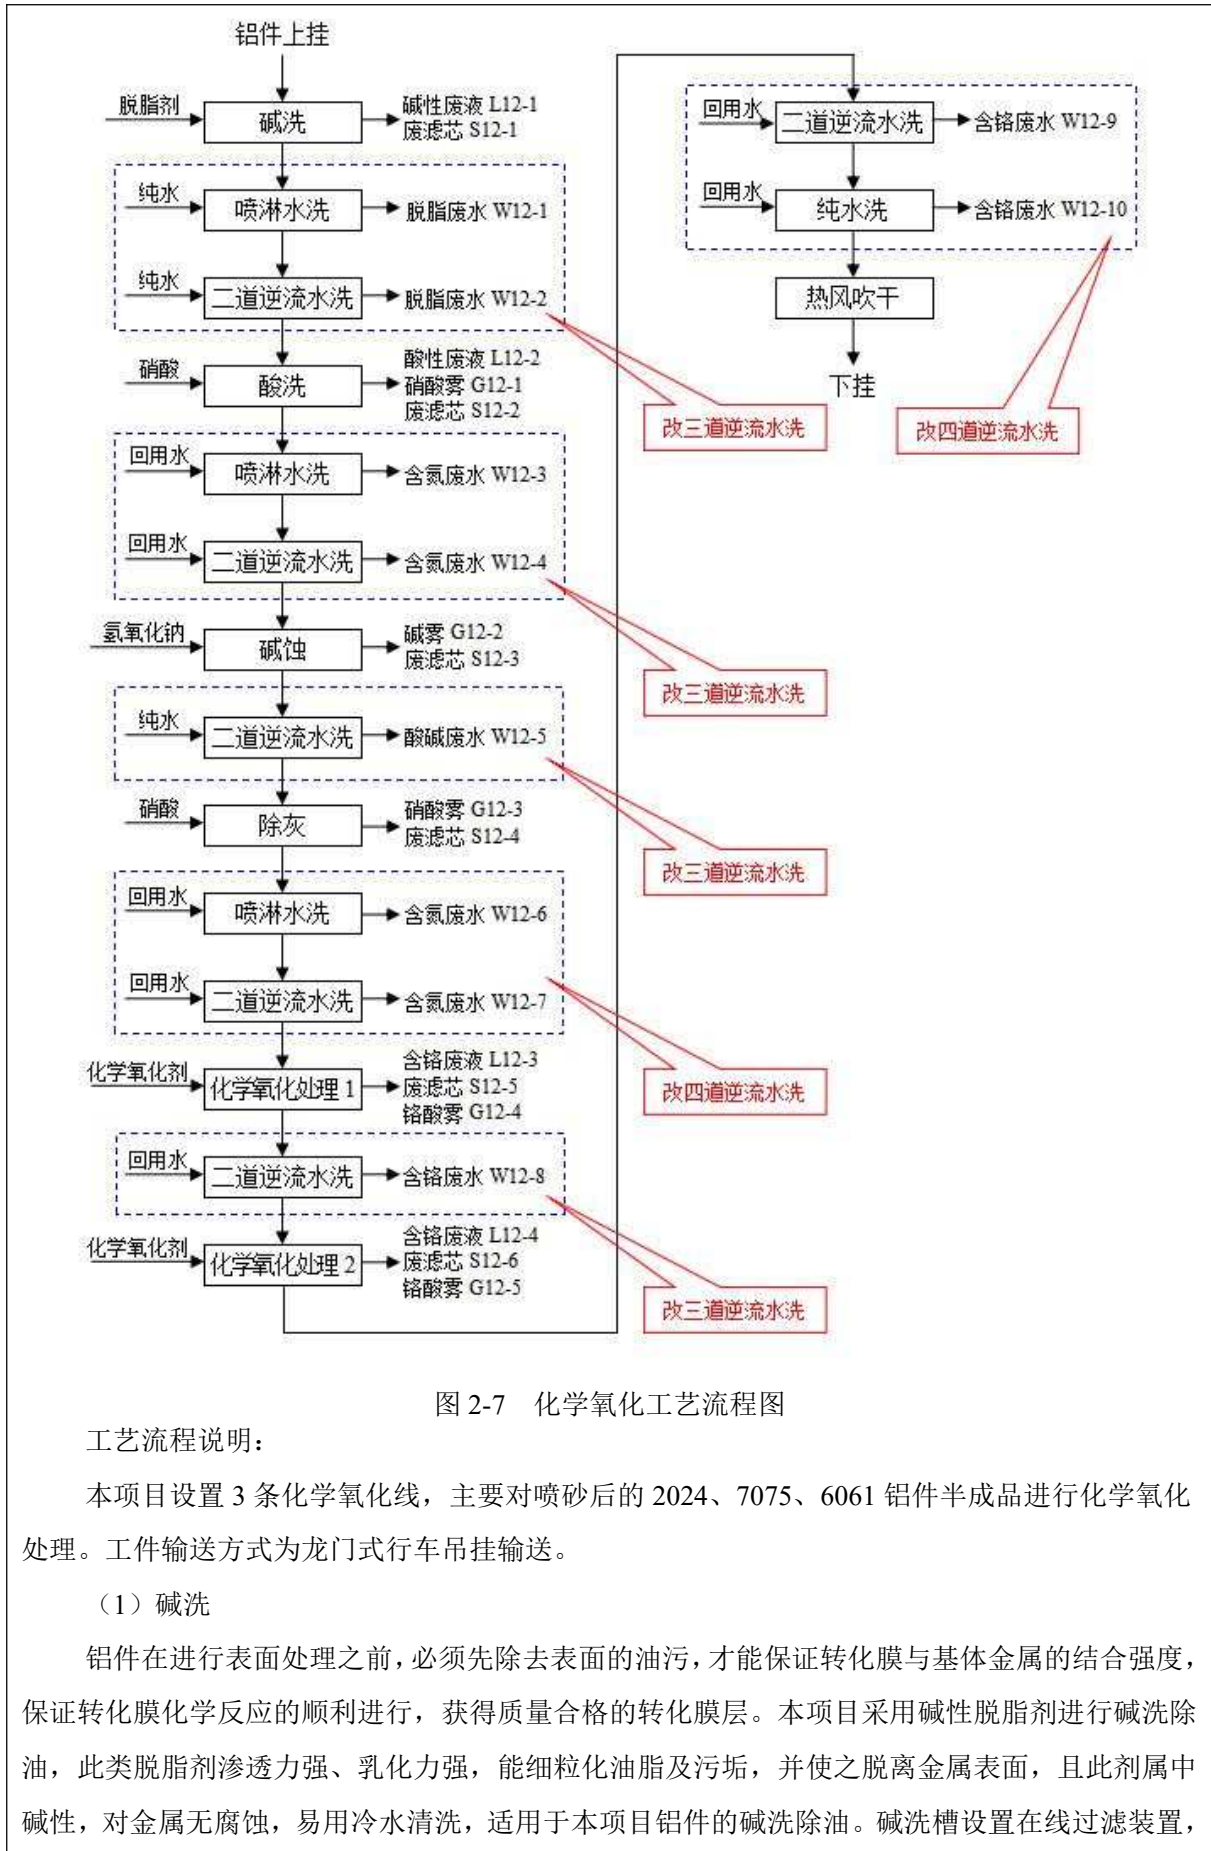 铝件上挂
脱脂剂
碱洗
碱性废液 L12-1
废滤芯 S12-1
纯水
喷淋水洗
脱脂废水 W12-1
纯水
二道逆流水洗
脱脂废水 W12-2
改三道逆流水洗
硝酸
酸洗
酸性废液 L12-2
硝酸雾 G12-1
废滤芯 S12-2
回用水
喷淋水洗
含氮废水 W12-3
回用水
二道逆流水洗
含氮废水 W12-4
改三道逆流水洗
氢氧化钠
碱蚀
碱雾 G12-2
废滤芯 S12-3
纯水
二道逆流水洗
酸碱废水 W12-5
改三道逆流水洗
硝酸
除灰
硝酸雾 G12-3
废滤芯 S12-4
回用水
喷淋水洗
含氮废水 W12-6
回用水
二道逆流水洗
含氮废水 W12-7
改四道逆流水洗
化学氧化剂
化学氧化处理 1
含铬废液 L12-3
废滤芯 S12-5
铬酸雾 G12-4
回用水
二道逆流水洗
含铬废水 W12-8
改三道逆流水洗
化学氧化剂
化学氧化处理 2
含铬废液 L12-4
废滤芯 S12-6
铬酸雾 G12-5
回用水
二道逆流水洗
含铬废水 W12-9
回用水
纯水洗
含铬废水 W12-10
改四道逆流水洗
热风吹干
下挂
图 2-7 化学氧化工艺流程图
工艺流程说明：
本项目设置 3 条化学氧化线，主要对喷砂后的 2024、7075、6061 铝件半成品进行化学氧化
处理。工件输送方式为龙门式行车吊挂输送。
（1）碱洗
铝件在进行表面处理之前，必须先除去表面的油污，才能保证转化膜与基体金属的结合强度，
保证转化膜化学反应的顺利进行，获得质量合格的转化膜层。本项目采用碱性脱脂剂进行碱洗除
油，此类脱脂剂渗透力强、乳化力强，能细粒化油脂及污垢，并使之脱离金属表面，且此剂属中
碱性，对金属无腐蚀，易用冷水清洗，适用于本项目铝件的碱洗除油。碱洗槽设置在线过滤装置，